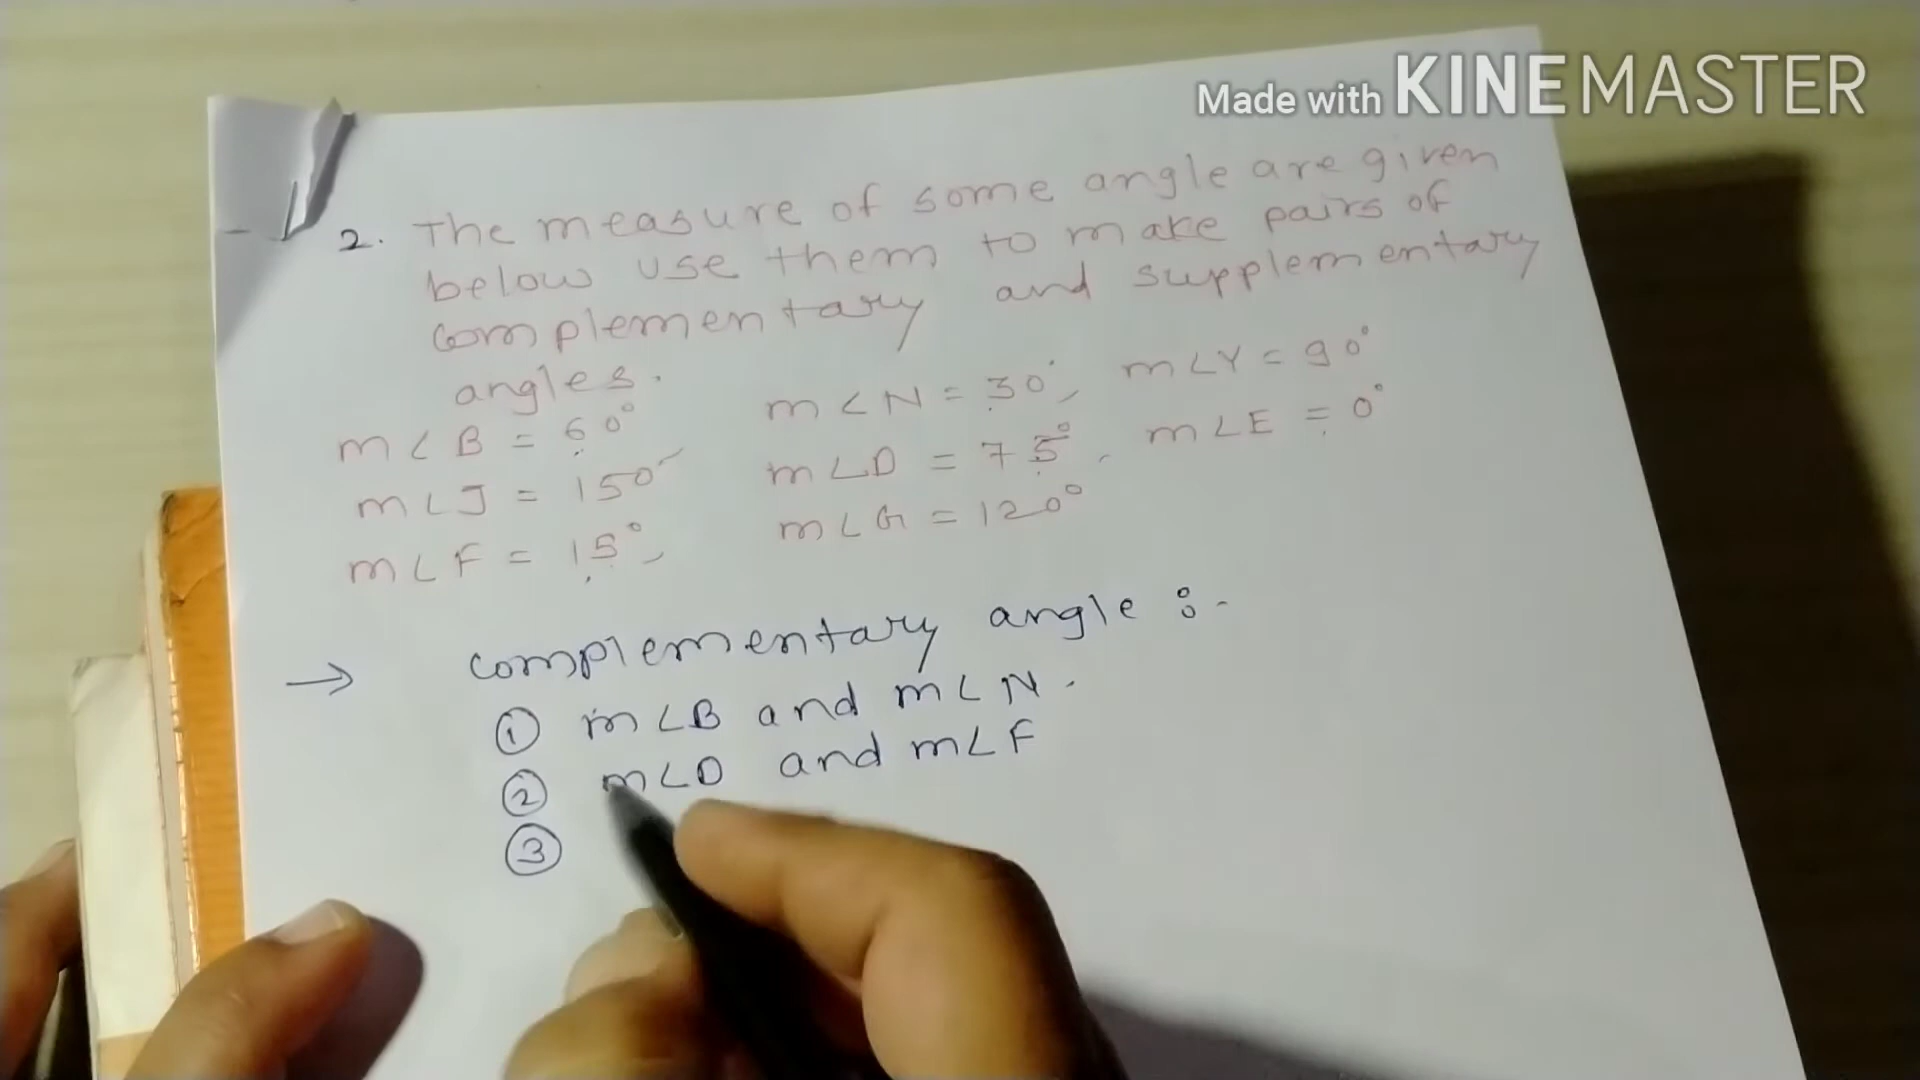 Made with KINEMASTER
2. The measure of some angle are given
below use them to make pairs of
complementary and supplementary
angles.
m∠B = 60° m∠N = 30°, m∠Y = 90°
m∠J = 150° m∠D = 75°, m∠E = 0°
m∠F = 15°, m∠G = 120°
→ complementary angle :-
① m∠B and m∠N.
② m∠D and m∠F
③